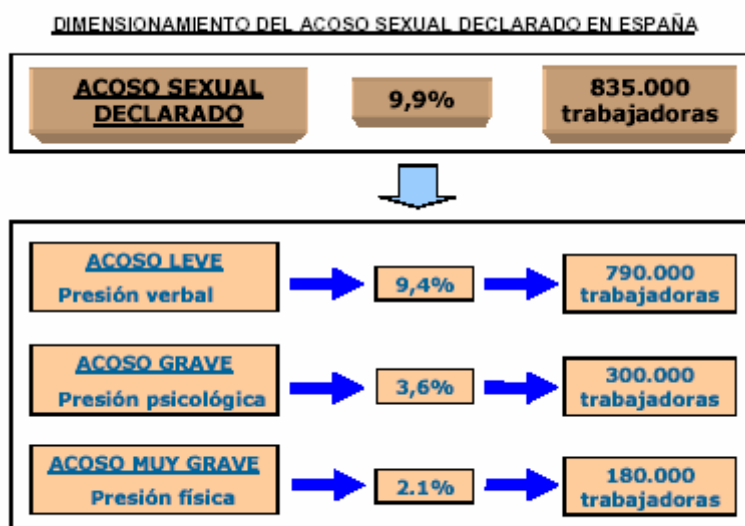 DIMENSIONAMIENTO DEL ACOSO SEXUAL DECLARADO EN ESPAÑA
ACOSO SEXUAL
DECLARADO
9,9%
835.000
trabajadoras
ACOSO LEVE
Presión verbal
9,4%
790.000
trabajadoras
ACOSO GRAVE
Presión psicológica
3,6%
300.000
trabajadoras
ACOSO MUY GRAVE
Presión física
2.1%
180.000
trabajadoras